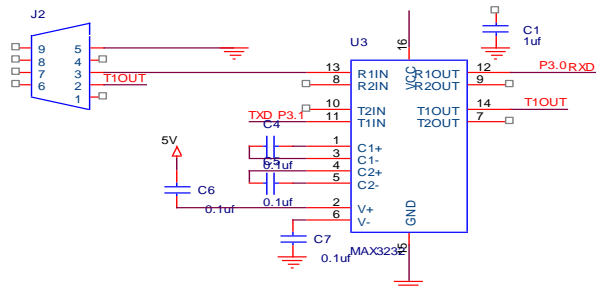 J2
9 5
8 4
7 3
6 2
1
T1OUT
U3
16
C1
1uf
13 R1IN VCC R1OUT 12 P3.0 RXD
8 R2IN R2OUT 9
10 T2IN T1OUT 14 T1OUT
TXD P3.1 11 T1IN T2OUT 7
C4
1 C1+
3 C1-
C5
0.1uf
4 C2+
5 C2-
0.1uf
5V
C6
0.1uf
2 V+
6 V-
GND
C7
0.1uf
MAX3232
15